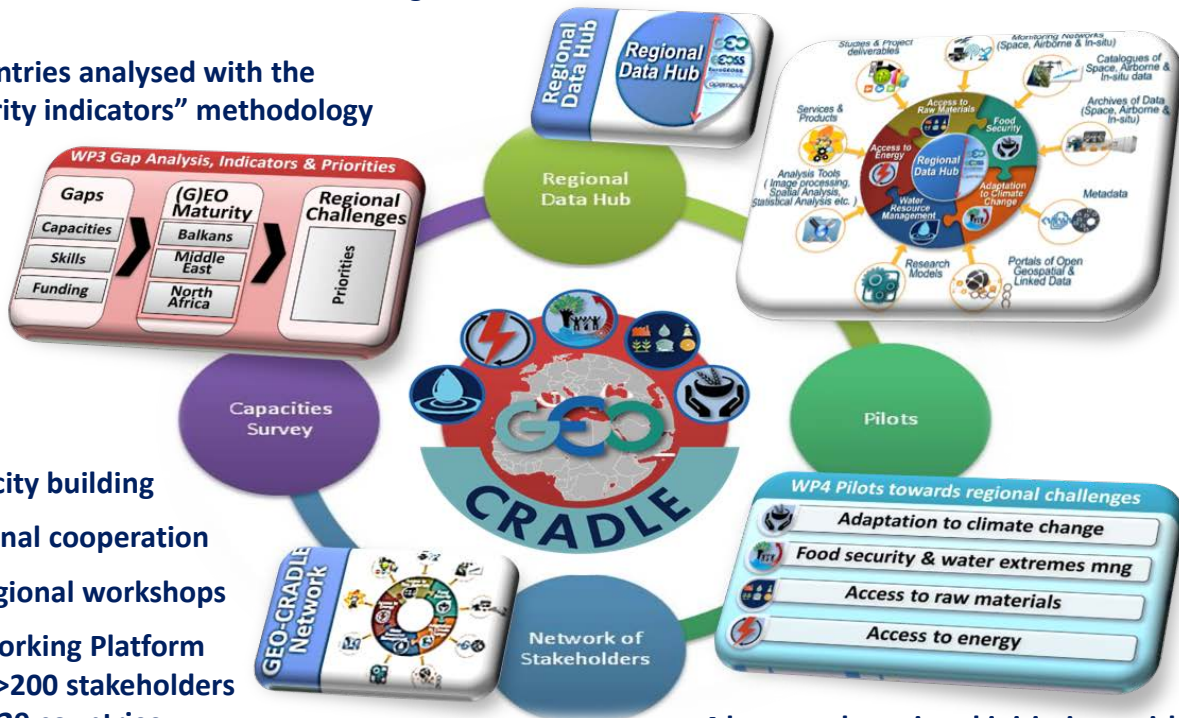 ntries analysed with the
rity indicators” methodology
WP3 Gap Analysis, Indicators & Priorities
Gaps
Capacities
Skills
Funding
(G)EO
Maturity
Balkans
Middle
East
North
Africa
Regional
Challenges
Priorities
Regional
Data Hub
Regional
Data Hub
GEOSS
Copernicus
Regional
Data Hub
Studies & Project
deliverables
Monitoring Networks
(Space, Airborne & In-situ)
Catalogues of
Space, Airborne &
In-situ data
Archives of Data
(Space, Airborne &
In-situ)
Metadata
Portals of Open
Geospatial &
Linked Data
Research
Models
Analysis Tools
( Image processing,
Spatial Analysis,
Statistical Analysis etc. )
Services &
Products
Access to
Raw Materials
Food
Security
Adaptation
to Climate
Change
Water
Resource
Management
Access to
Energy
Regional
Data Hub
Capacities
Survey
GEO
CRADLE
Pilots
city building
nal cooperation
gional workshops
orking Platform
>200 stakeholders
GEO-CRADLE
Network
Network of
Stakeholders
WP4 Pilots towards regional challenges
Adaptation to climate change
Food security & water extremes mng
Access to raw materials
Access to energy